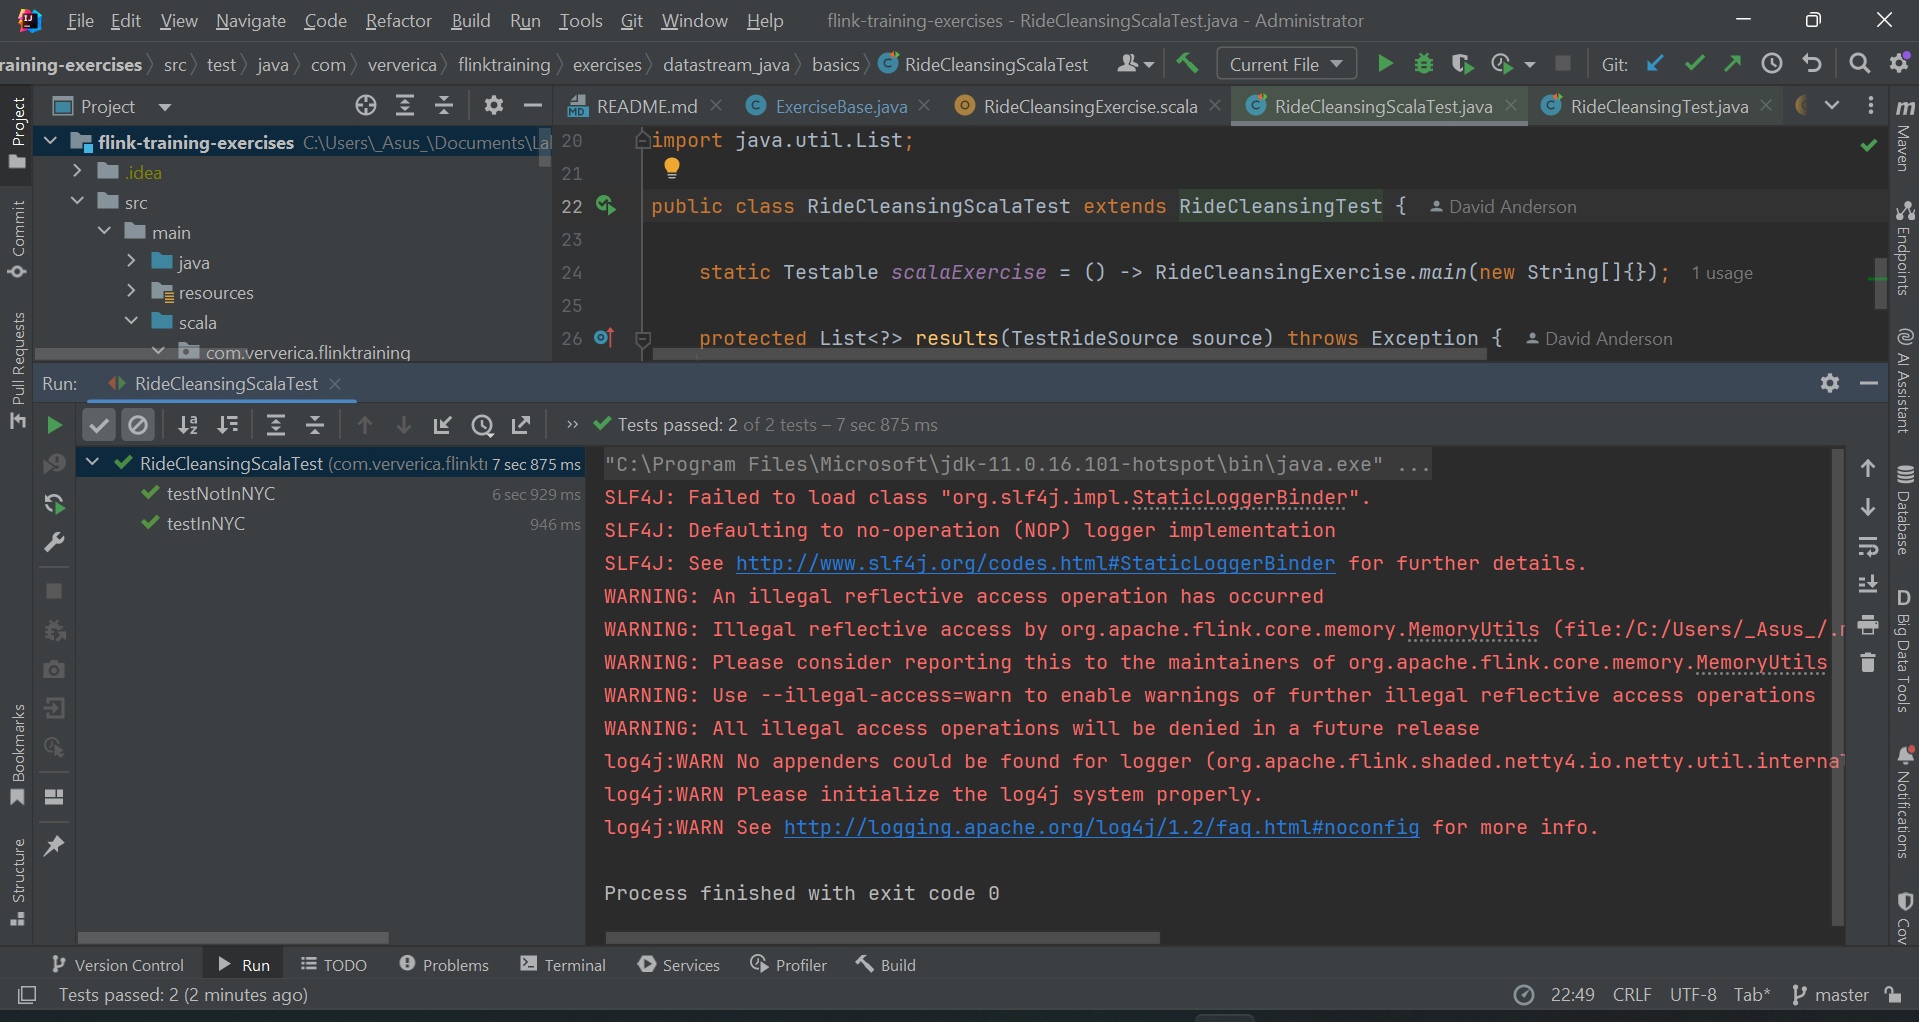 File Edit View Navigate Code Refactor Build Run Tools Git Window Help flink-training-exercises - RideCleansingScalaTest.java - Administrator
raining-exercises src test java com ververica flinktraining exercises datastream_java basics RideCleansingScalaTest Current File Git:
Project README.md ExerciseBase.java RideCleansingExercise.scala RideCleansingScalaTest.java RideCleansingTest.java
flink-training-exercises C:\Users\_Asus_\Documents\La
.idea
src
main
java
resources
scala
com.ververica.flinktraining
20 import java.util.List;
21
22 public class RideCleansingScalaTest extends RideCleansingTest { David Anderson
23
24 static Testable scalaExercise = () -> RideCleansingExercise.main(new String[]{}); 1 usage
25
26 protected List<?> results(TestRideSource source) throws Exception { David Anderson
Run: RideCleansingScalaTest
Tests passed: 2 of 2 tests – 7 sec 875 ms
RideCleansingScalaTest (com.ververica.flinktı 7 sec 875 ms
testNotInNYC 6 sec 929 ms
testInNYC 946 ms
"C:\Program Files\Microsoft\jdk-11.0.16.101-hotspot\bin\java.exe" ...
SLF4J: Failed to load class "org.slf4j.impl.StaticLoggerBinder".
SLF4J: Defaulting to no-operation (NOP) logger implementation
SLF4J: See http://www.slf4j.org/codes.html#StaticLoggerBinder for further details.
WARNING: An illegal reflective access operation has occurred
WARNING: Illegal reflective access by org.apache.flink.core.memory.MemoryUtils (file:/C:/Users/_Asus_/.
WARNING: Please consider reporting this to the maintainers of org.apache.flink.core.memory.MemoryUtils
WARNING: Use --illegal-access=warn to enable warnings of further illegal reflective access operations
WARNING: All illegal access operations will be denied in a future release
log4j:WARN No appenders could be found for logger (org.apache.flink.shaded.netty4.io.netty.util.interna
log4j:WARN Please initialize the log4j system properly.
log4j:WARN See http://logging.apache.org/log4j/1.2/faq.html#noconfig for more info.
Process finished with exit code 0
Project
Commit
Pull Requests
Bookmarks
Structure
Maven
Endpoints
AI Assistant
Database
Big Data Tools
Notifications
Cov
Version Control Run TODO Problems Terminal Services Profiler Build
Tests passed: 2 (2 minutes ago) 22:49 CRLF UTF-8 Tab* master